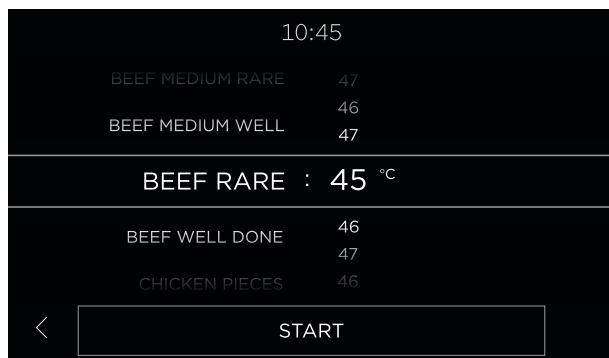 10:45
BEEF MEDIUM RARE 47
46
BEEF MEDIUM WELL 47
BEEF RARE : 45 °C
46
BEEF WELL DONE
47
CHICKEN PIECES 46
START